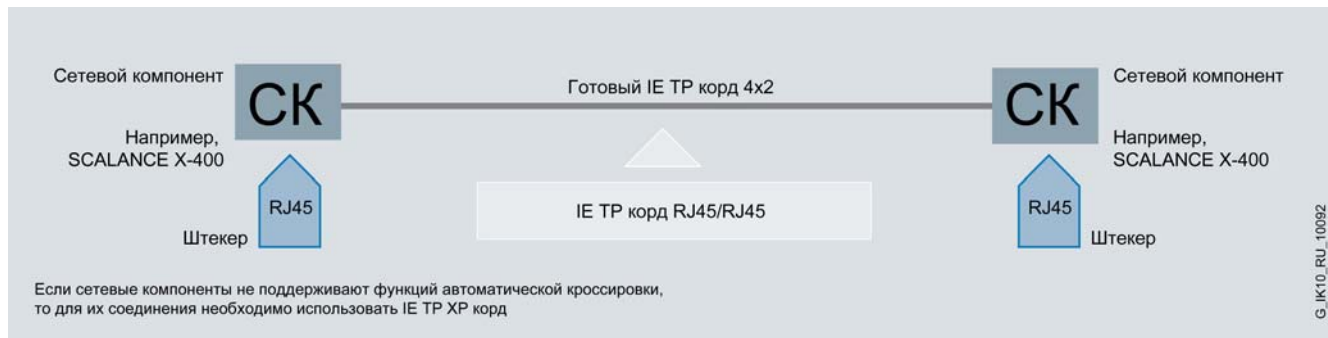 Сетевой компонент
СК
Например,
SCALANCE X-400
RJ45
Штекер
Готовый IE TP корд 4x2
IE TP корд RJ45/RJ45
СК
Сетевой компонент
Например,
SCALANCE X-400
RJ45
Штекер
Если сетевые компоненты не поддерживают функций автоматической кроссировки,
то для их соединения необходимо использовать IE TP XP корд
G_IK10_RU_10092